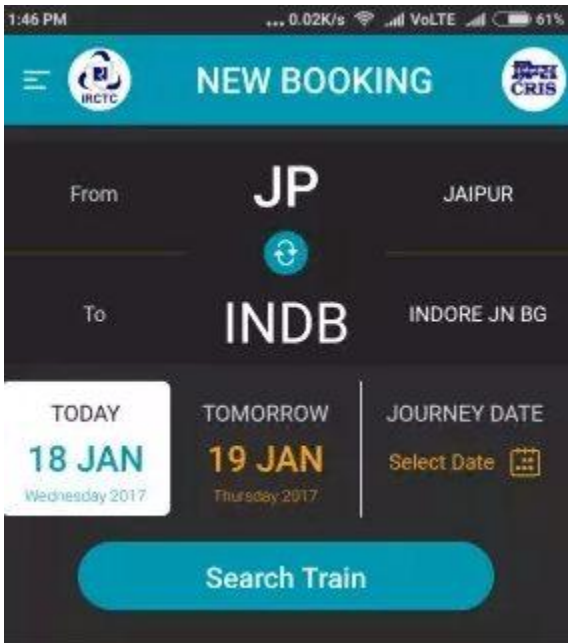 1:46 PM ... 0.02K/s VoLTE 61%
IRCTC NEW BOOKING CRIS
From JP JAIPUR
To INDB INDORE JN BG
TODAY TOMORROW JOURNEY DATE
18 JAN 19 JAN Select Date
Wednesday 2017 Thursday 2017
Search Train